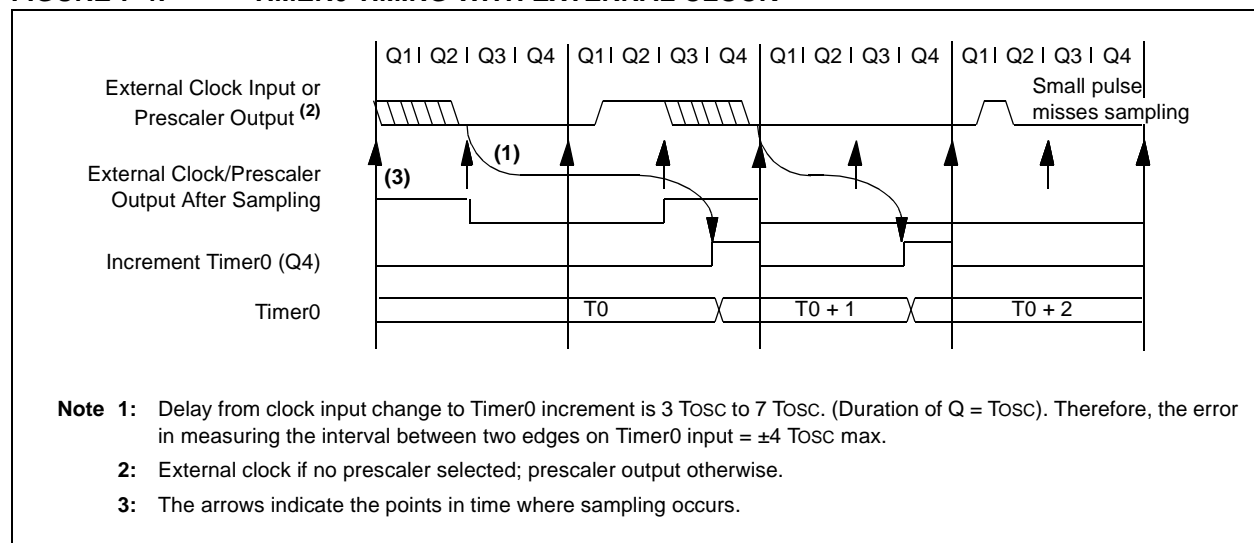 Q1 Q2 Q3 Q4 Q1 Q2 Q3 Q4 Q1 Q2 Q3 Q4 Q1 Q2 Q3 Q4
External Clock Input or
Prescaler Output (2)
Small pulse
misses sampling
(1)
(3)
External Clock/Prescaler
Output After Sampling
Increment Timer0 (Q4)
Timer0
T0
T0 + 1
T0 + 2
Note 1: Delay from clock input change to Timer0 increment is 3 TOSC to 7 TOSC. (Duration of Q = TOSC). Therefore, the error
in measuring the interval between two edges on Timer0 input = ±4 TOSC max.
2: External clock if no prescaler selected; prescaler output otherwise.
3: The arrows indicate the points in time where sampling occurs.